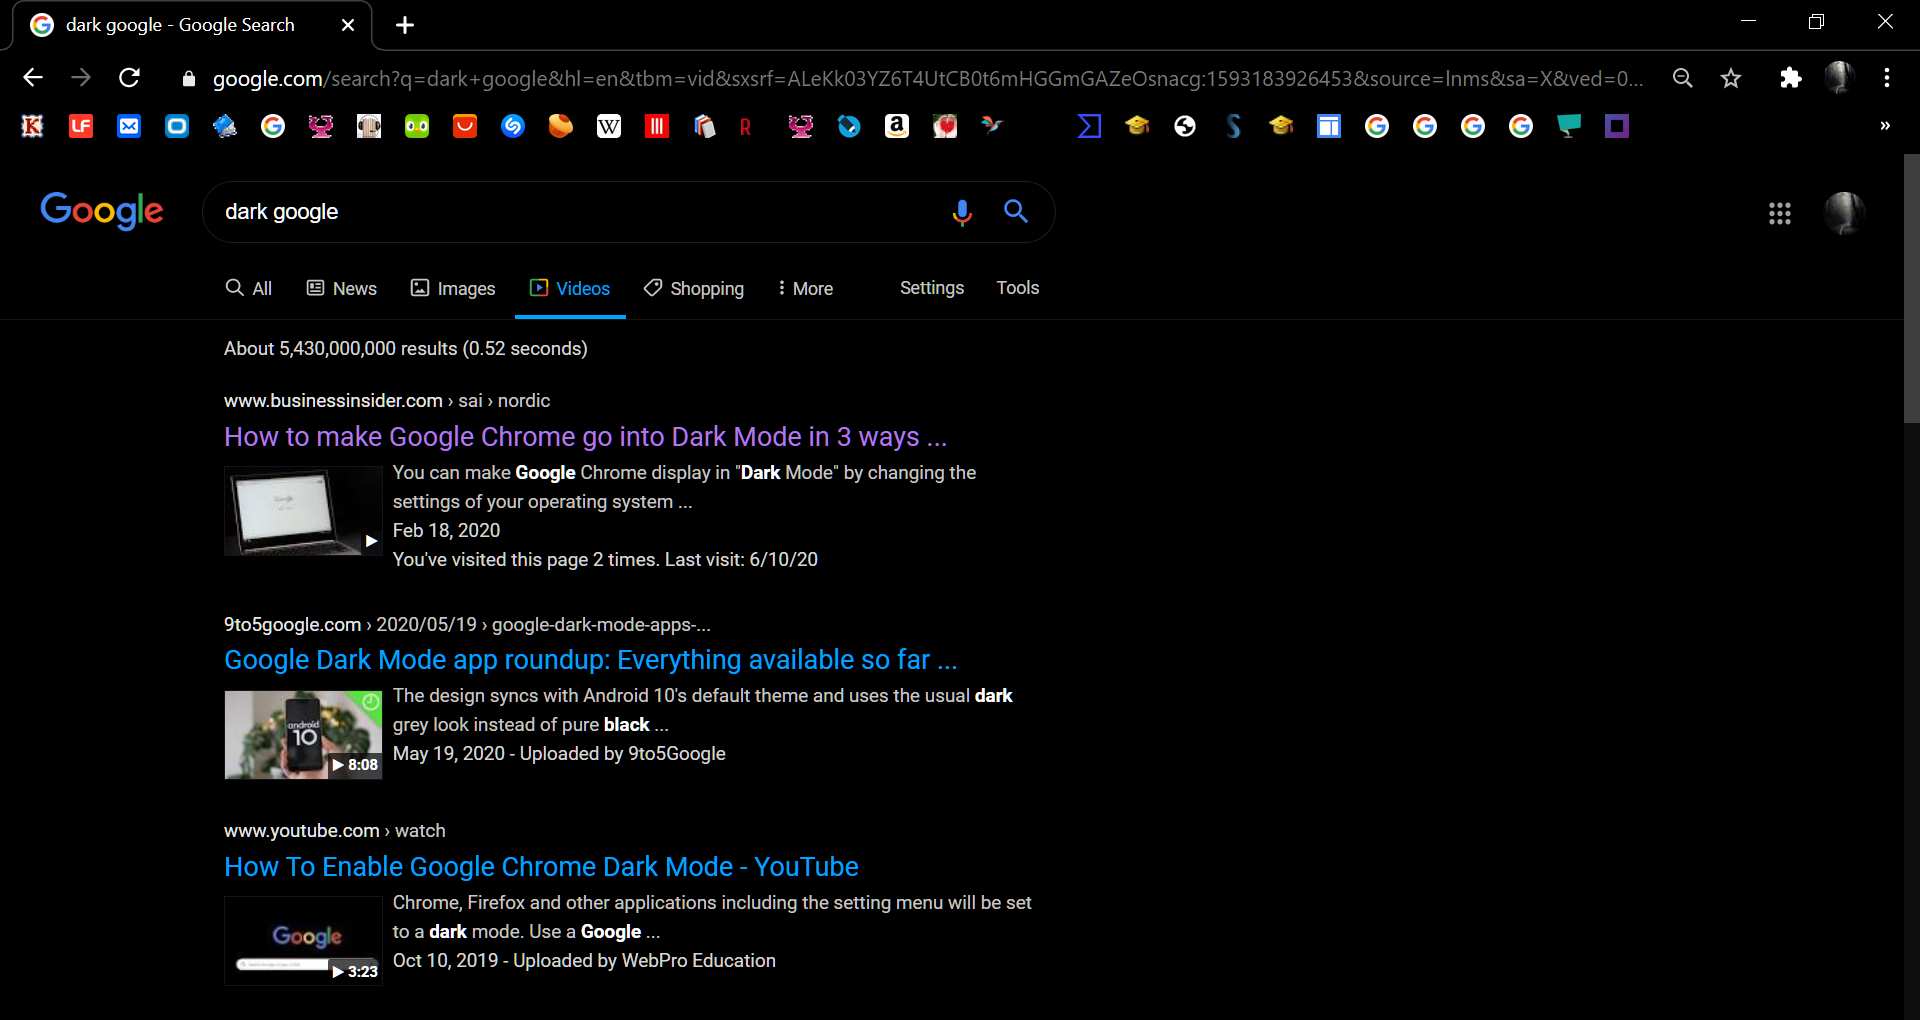 dark google - Google Search
google.com/search?q=dark+google&hl=en&tbm=vid&sxsrf=ALeKk03YZ6T4UtCB0t6mHGGmGAZeOsnacg:1593183926453&source=lnms&sa=X&ved=0...
LF
W
R
a
Google
dark google
All News Images Videos Shopping More Settings Tools
About 5,430,000,000 results (0.52 seconds)
www.businessinsider.com › sai › nordic
How to make Google Chrome go into Dark Mode in 3 ways ...
You can make Google Chrome display in "Dark Mode" by changing the
settings of your operating system ...
Feb 18, 2020
You've visited this page 2 times. Last visit: 6/10/20
9to5google.com › 2020/05/19 › google-dark-mode-apps-...
Google Dark Mode app roundup: Everything available so far ...
The design syncs with Android 10's default theme and uses the usual dark
grey look instead of pure black ...
May 19, 2020 - Uploaded by 9to5Google
android
10
8:08
www.youtube.com › watch
How To Enable Google Chrome Dark Mode - YouTube
Chrome, Firefox and other applications including the setting menu will be set
to a dark mode. Use a Google ...
Oct 10, 2019 - Uploaded by WebPro Education
Google
3:23